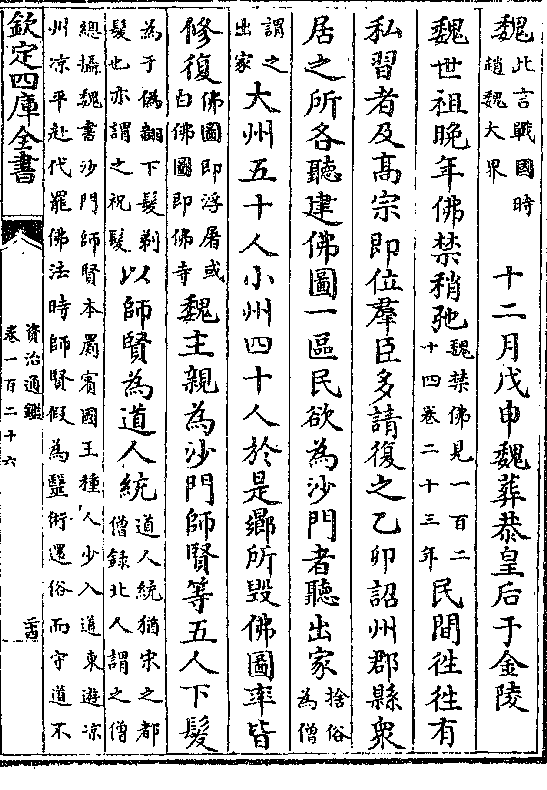 魏此言戰國時趙魏大界　十二月戊申魏葬恭皇后于金陵
魏世祖晚年佛禁稍弛魏禁佛見一百二十四卷二十三年民間徃徃有
私習者及高宗即位羣臣多請復之乙卯詔州郡縣衆
居之所各聽建佛圖一區民欲為沙門者聽出家捨俗為僧
謂之出家大州五十人小州四十人於是曏所毁佛圖率皆
修復佛圖即浮屠或曰佛圖即佛寺魏主親為沙門師賢等五人下髮
為于偽翻下髮剃髮也亦謂之祝髮以師賢為道人統道人統猶宋之都僧録北人謂之僧
總攝魏書沙門師賢本罽賓國王種人少入道東遊凉
州凉平赴代罷佛法時師賢假為醫術還俗而守道不
欽定四庫全書
資治通鑑
卷一百二十六